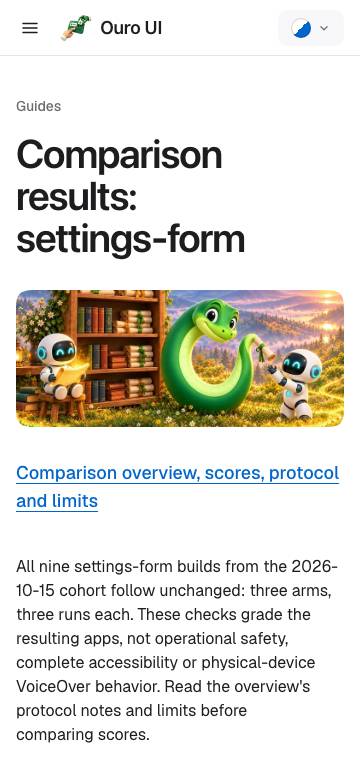 Ouro UI
Guides
Comparison
results:
settings-form
Comparison overview, scores, protocol
and limits
All nine settings-form builds from the 2026-
10-15 cohort follow unchanged: three arms,
three runs each. These checks grade the
resulting apps, not operational safety,
complete accessibility or physical-device
VoiceOver behavior. Read the overview's
protocol notes and limits before
comparing scores.